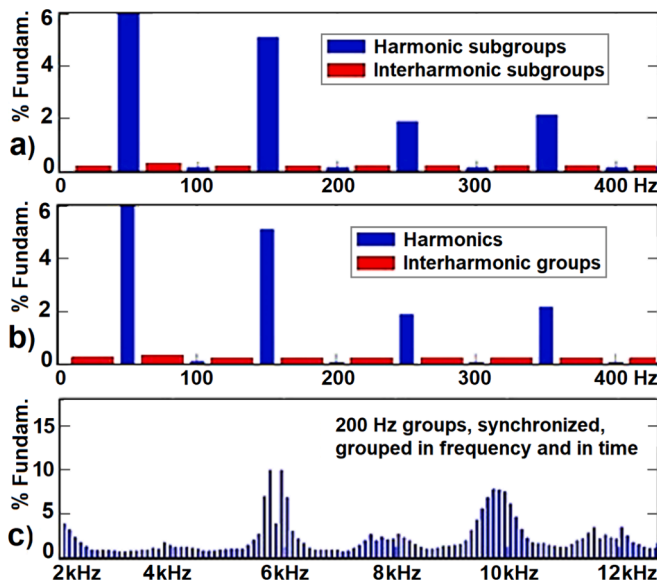 6
4
2
0
% Fundam.
a)
Harmonic subgroups
Interharmonic subgroups
0 100 200 300 400 Hz
6
4
2
0
% Fundam.
b)
Harmonics
Interharmonic groups
0 100 200 300 400 Hz
15
10
5
0
% Fundam.
c)
200 Hz groups, synchronized,
grouped in frequency and in time
2kHz 4kHz 6kHz 8kHz 10kHz 12kHz